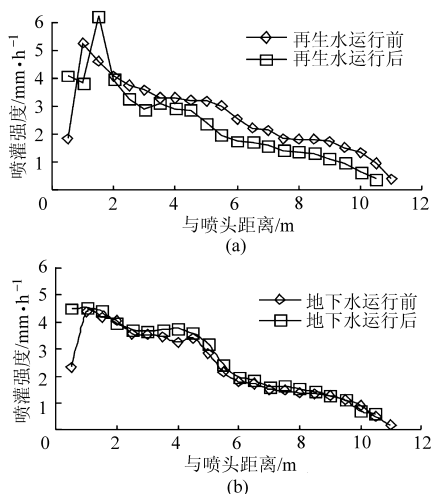 6
5
4
3
2
1
0
喷灌强度/mm·h⁻¹
再生水运行前
再生水运行后
0 2 4 6 8 10 12
与喷头距离/m
(a)
6
5
4
3
2
1
喷灌强度/mm·h⁻¹
地下水运行前
地下水运行后
0 2 4 6 8 10 12
与喷头距离/m
(b)